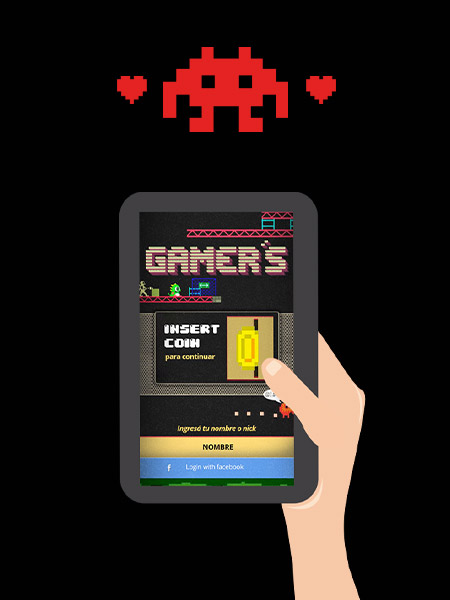 GAMER'S
INSERT
COIN
para continuar
Ingresá tu nombre o nick
NOMBRE
f Login with facebook